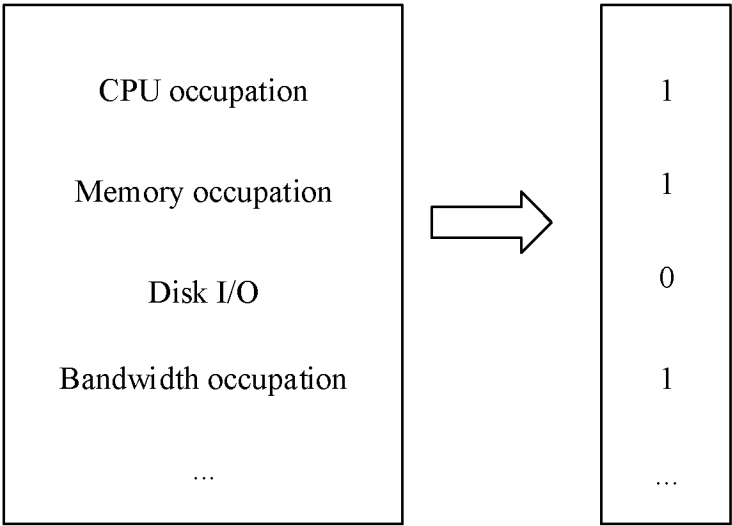 CPU occupation
1
Memory occupation
1
Disk I/O
0
Bandwidth occupation
1
...
...